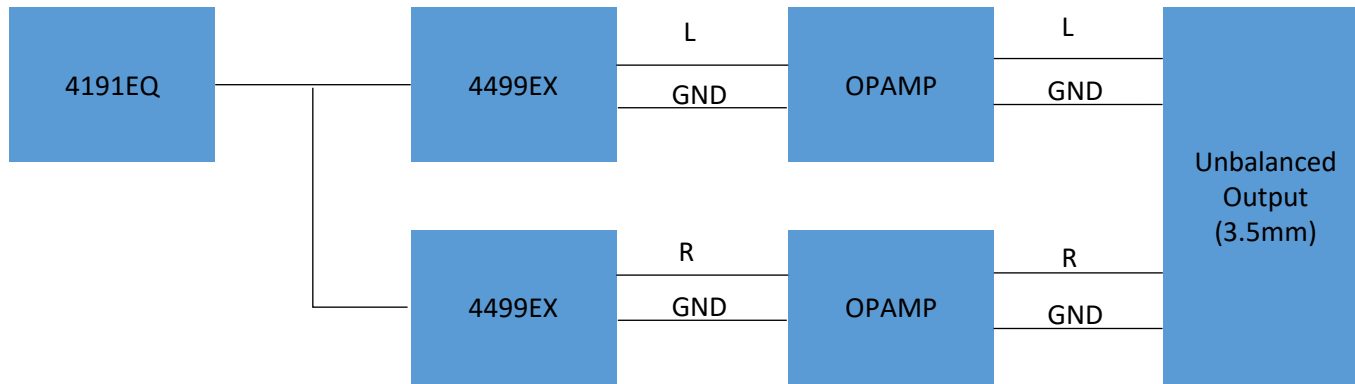 4191EQ
4499EX
L
GND
OPAMP
L
GND
Unbalanced
Output
(3.5mm)
4499EX
R
GND
OPAMP
R
GND